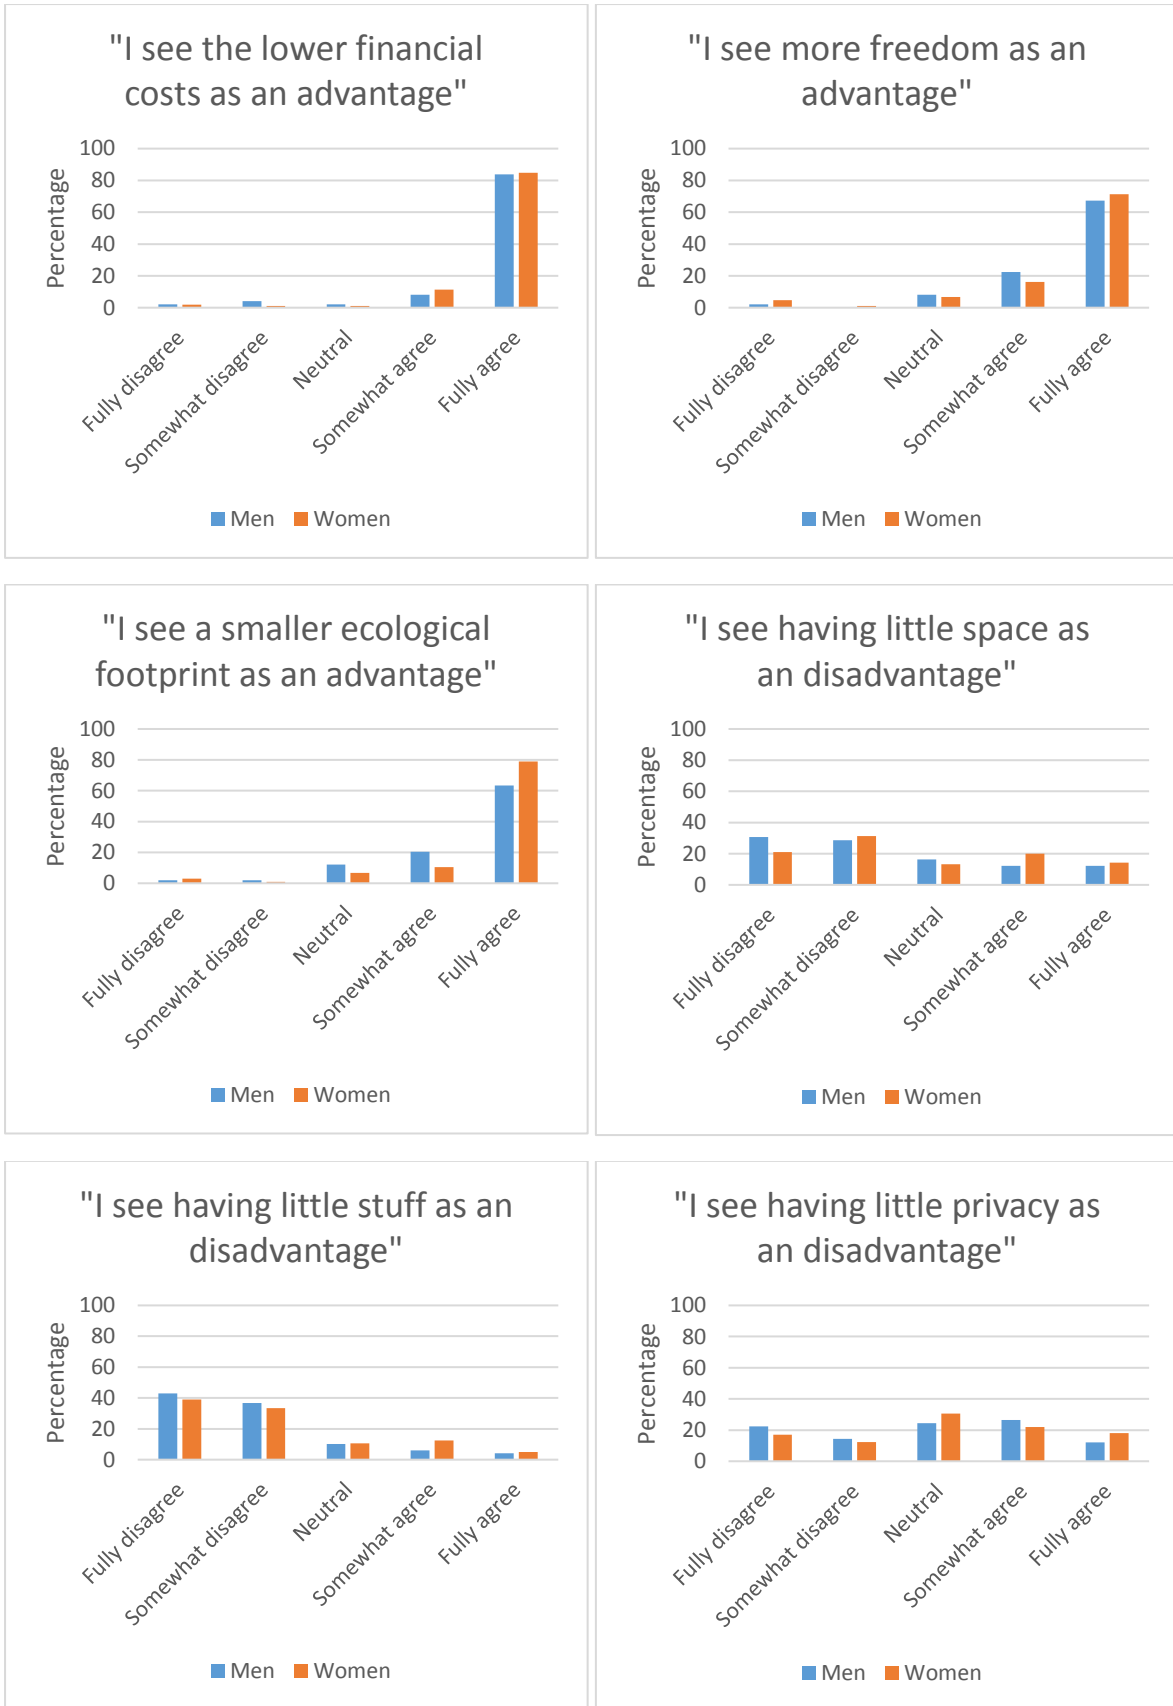 "I see the lower financial
costs as an advantage"
Percentage
100
80
60
40
20
0
Fully disagree
Somewhat disagree
Neutral
Somewhat agree
Fully agree
Men Women
"I see more freedom as an
advantage"
Percentage
100
80
60
40
20
0
Fully disagree
Somewhat disagree
Neutral
Somewhat agree
Fully agree
Men Women
"I see a smaller ecological
footprint as an advantage"
Percentage
100
80
60
40
20
0
Fully disagree
Somewhat disagree
Neutral
Somewhat agree
Fully agree
Men Women
"I see having little space as
an disadvantage"
Percentage
100
80
60
40
20
0
Fully disagree
Somewhat disagree
Neutral
Somewhat agree
Fully agree
Men Women
"I see having little stuff as an
disadvantage"
Percentage
100
80
60
40
20
0
Fully disagree
Somewhat disagree
Neutral
Somewhat agree
Fully agree
Men Women
"I see having little privacy as
an disadvantage"
Percentage
100
80
60
40
20
0
Fully disagree
Somewhat disagree
Neutral
Somewhat agree
Fully agree
Men Women